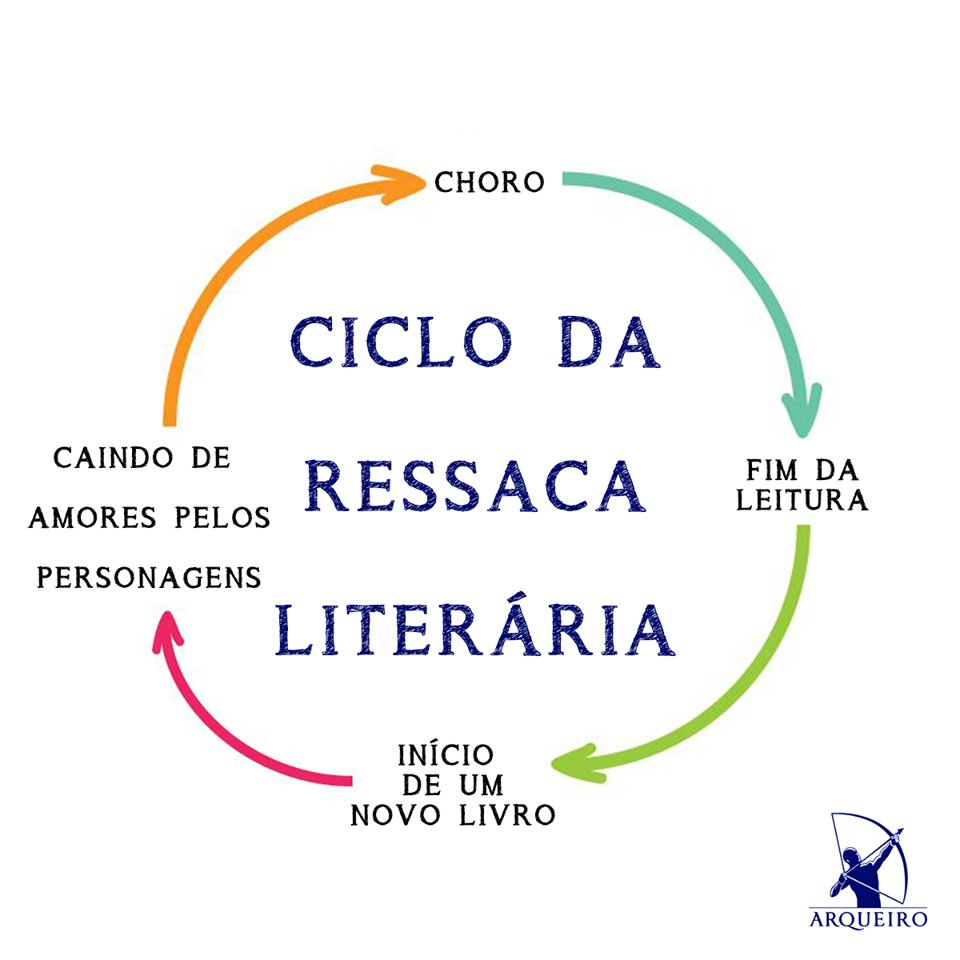 CHORO
CICLO DA
RESSACA
LITERÁRIA
CAINDO DE
AMORES PELOS
PERSONAGENS
FIM DA
LEITURA
INÍCIO
DE UM
NOVO LIVRO
ARQUEIRO